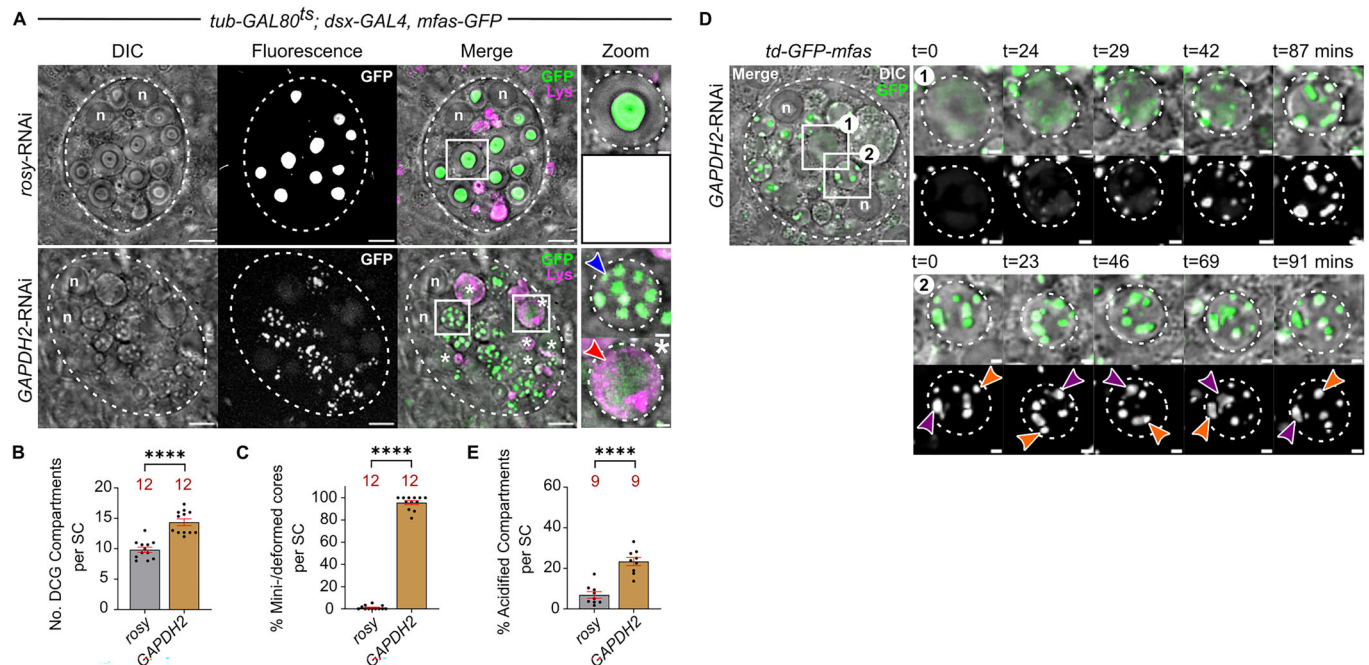 A
tub-GAL80ts; dsx-GAL4, mfas-GFP
DIC Fluorescence Merge Zoom
rosy-RNAi
n
n
GFP
GFP
Lys
n
n
GAPDH2-RNAi
n
n
GFP
GFP
Lys
n
n
*
*
*
*
*
*
*
B
****
12 12
No. DCG Compartments
per SC
20
15
10
5
0
rosy
GAPDH2
C
****
12 12
% Mini-/deformed cores
per SC
100
80
60
40
20
0
rosy
GAPDH2
E
****
9 9
% Acidified Compartments
per SC
60
40
20
0
rosy
GAPDH2
D
td-GFP-mfas
t=0 t=24 t=29 t=42 t=87 mins
GAPDH2-RNAi
Merge DIC
GFP
n
n
1
2
1
t=0 t=23 t=46 t=69 t=91 mins
2